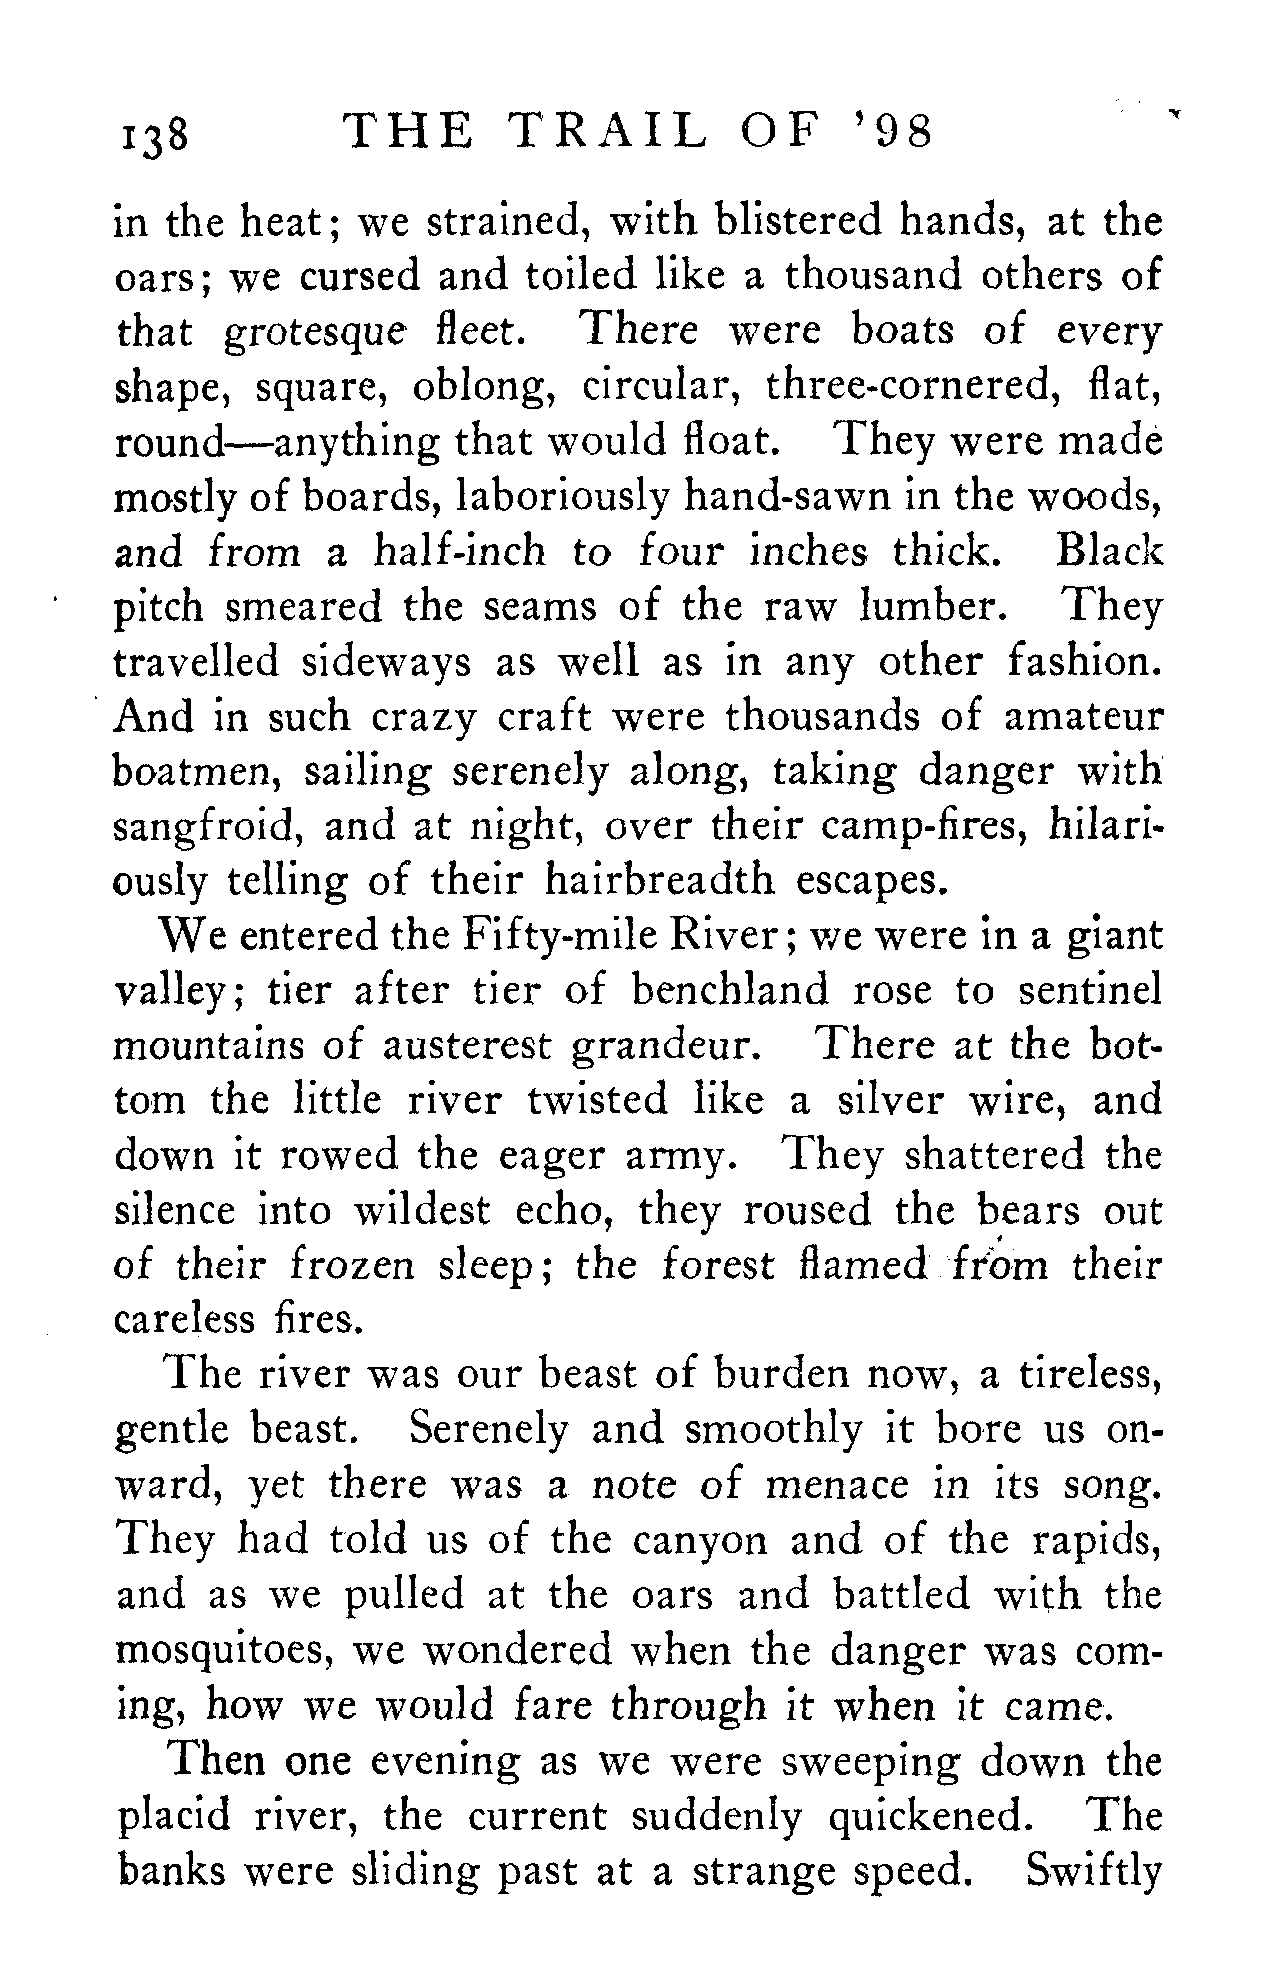 138 THE TRAIL OF '98
in the heat; we strained, with blistered hands, at the
oars; we cursed and toiled like a thousand others of
that grotesque fleet. There were boats of every
shape, square, oblong, circular, three-cornered, flat,
round—anything that would float. They were made
mostly of boards, laboriously hand-sawn in the woods,
and from a half-inch to four inches thick. Black
pitch smeared the seams of the raw lumber. They
travelled sideways as well as in any other fashion.
And in such crazy craft were thousands of amateur
boatmen, sailing serenely along, taking danger with
sangfroid, and at night, over their camp-fires, hilari-
ously telling of their hairbreadth escapes.
We entered the Fifty-mile River; we were in a giant
valley; tier after tier of benchland rose to sentinel
mountains of austerest grandeur. There at the bot-
tom the little river twisted like a silver wire, and
down it rowed the eager army. They shattered the
silence into wildest echo, they roused the bears out
of their frozen sleep; the forest flamed from their
careless fires.
The river was our beast of burden now, a tireless,
gentle beast. Serenely and smoothly it bore us on-
ward, yet there was a note of menace in its song.
They had told us of the canyon and of the rapids,
and as we pulled at the oars and battled with the
mosquitoes, we wondered when the danger was com-
ing, how we would fare through it when it came.
Then one evening as we were sweeping down the
placid river, the current suddenly quickened. The
banks were sliding past at a strange speed. Swiftly